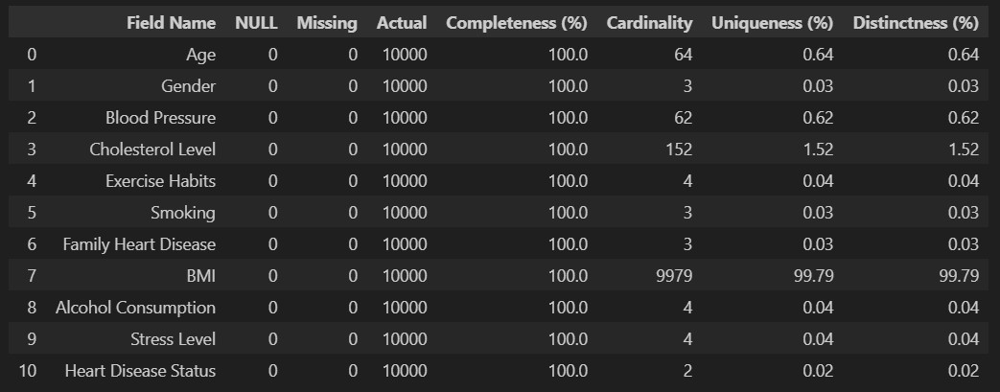 Field Name NULL Missing Actual Completeness (%) Cardinality Uniqueness (%) Distinctness (%)
0 Age 0 0 10000 100.0 64 0.64 0.64
1 Gender 0 0 10000 100.0 3 0.03 0.03
2 Blood Pressure 0 0 10000 100.0 62 0.62 0.62
3 Cholesterol Level 0 0 10000 100.0 152 1.52 1.52
4 Exercise Habits 0 0 10000 100.0 4 0.04 0.04
5 Smoking 0 0 10000 100.0 3 0.03 0.03
6 Family Heart Disease 0 0 10000 100.0 3 0.03 0.03
7 BMI 0 0 10000 100.0 9979 99.79 99.79
8 Alcohol Consumption 0 0 10000 100.0 4 0.04 0.04
9 Stress Level 0 0 10000 100.0 4 0.04 0.04
10 Heart Disease Status 0 0 10000 100.0 2 0.02 0.02